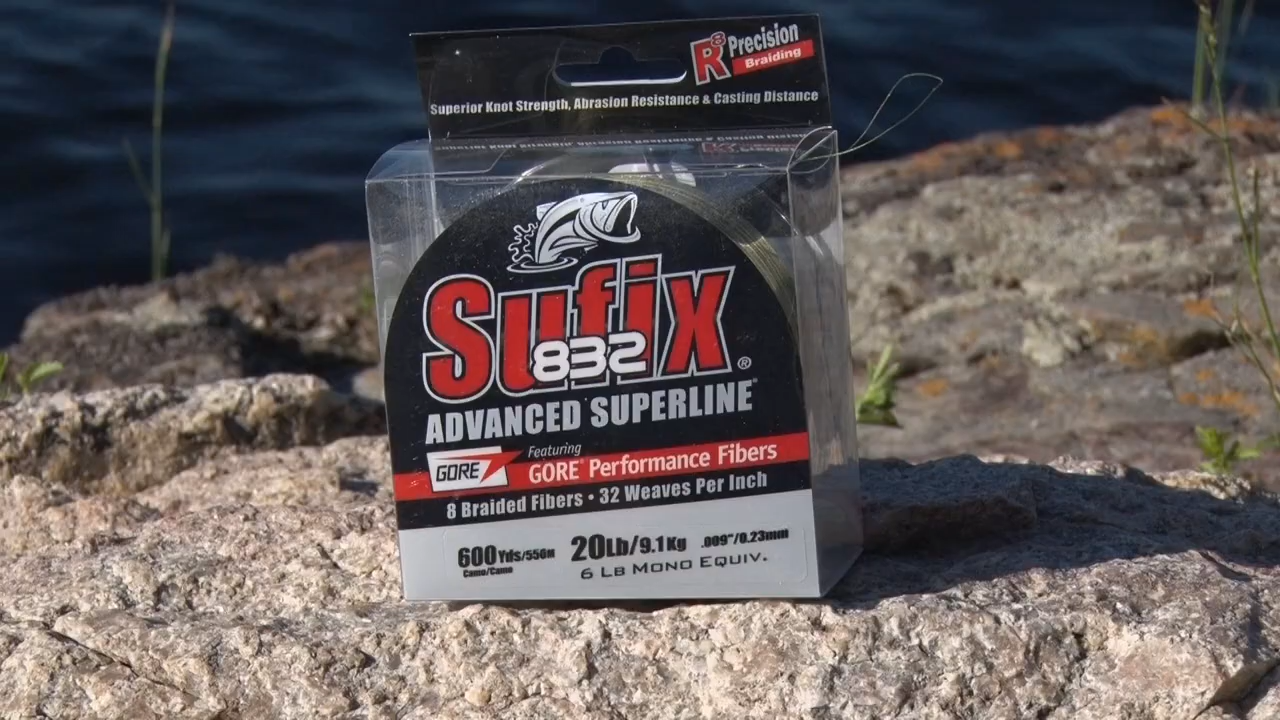 R8 Precision
Braiding
Superior Knot Strength, Abrasion Resistance & Casting Distance
Sufix®
832
ADVANCED SUPERLINE™
Featuring
GORE GORE® Performance Fibers
8 Braided Fibers • 32 Weaves Per Inch
600 Yds/550M 20Lb/9.1Kg .009"/0.23mm
Camo/Camo 6 LB MONO EQUIV.